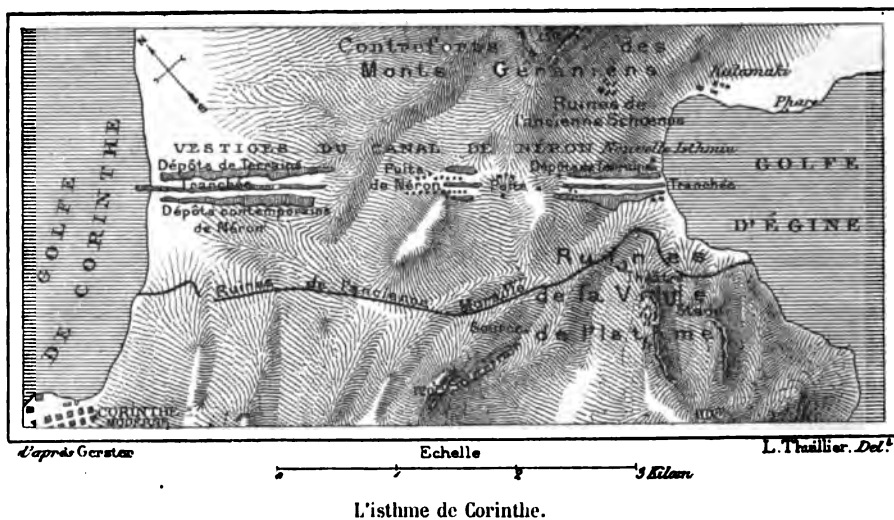 Contreforts des
Monts Géraniens
Kalamaki
Phare
Ruines de
l'ancienne Schoenos
VESTIGES DU CANAL DE NÉRON
Nouvelle Isthmia
Dépôts de Terrains
Puits
de Néron
Puits
Dépôts de Terrains
Tranchée
Tranchée
Dépôts contemporains
de Néron
GOLFE
DE CORINTHE
GOLFE
D'ÉGINE
Ruines de l'ancienne Muraille
Ruines
de la
de
Source
CORINTHE
MODERNE
d'après Gerster
Echelle
L. Thuillier. Del.t
2
3 Kilom
L'isthme de Corinthe.